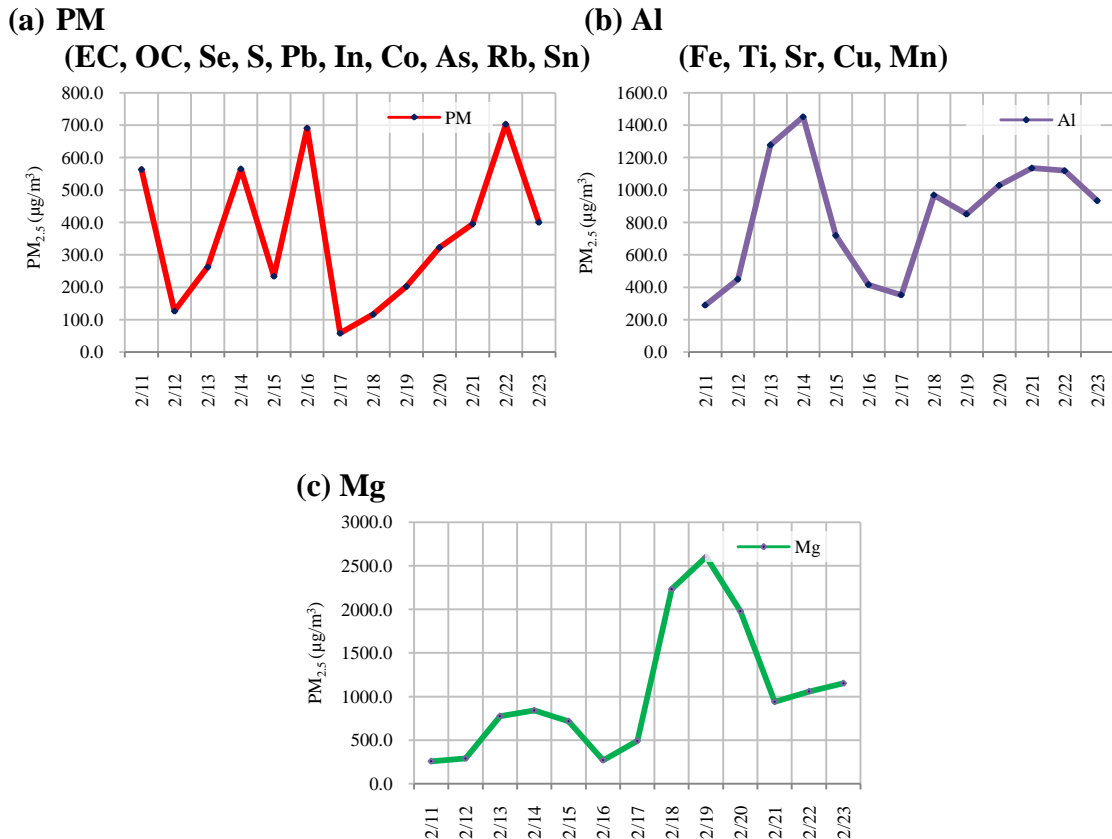 (a) PM
(EC, OC, Se, S, Pb, In, Co, As, Rb, Sn)
800.0
700.0
600.0
500.0
400.0
300.0
200.0
100.0
0.0
PM2.5 (µg/m³)
PM
2/11 2/12 2/13 2/14 2/15 2/16 2/17 2/18 2/19 2/20 2/21 2/22 2/23
(b) Al
(Fe, Ti, Sr, Cu, Mn)
1600.0
1400.0
1200.0
1000.0
800.0
600.0
400.0
200.0
0.0
PM2.5 (µg/m³)
Al
2/11 2/12 2/13 2/14 2/15 2/16 2/17 2/18 2/19 2/20 2/21 2/22 2/23
(c) Mg
3000.0
2500.0
2000.0
1500.0
1000.0
500.0
0.0
PM2.5 (µg/m³)
Mg
2/11 2/12 2/13 2/14 2/15 2/16 2/17 2/18 2/19 2/20 2/21 2/22 2/23